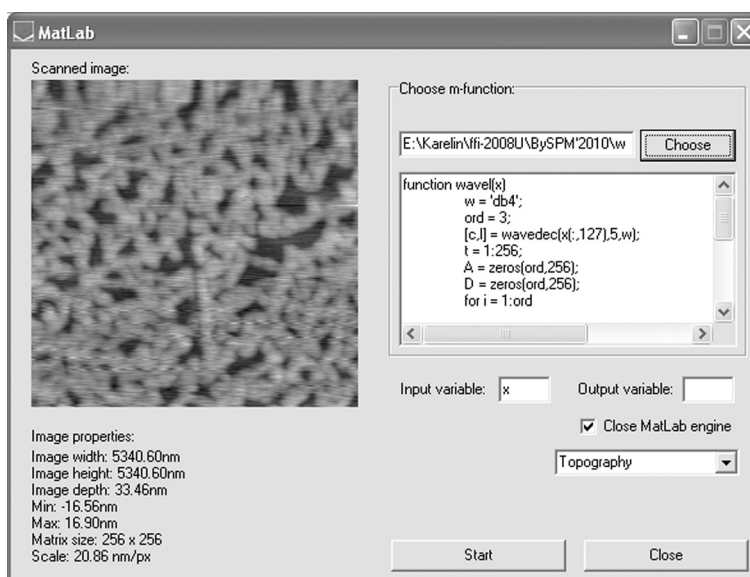 MatLab
Scanned image:
Choose m-function:
E:\Karelin\ffi-2008U\BySPM'2010\w
Choose
function wavel(x)
w = 'db4';
ord = 3;
[c,l] = wavedec(x(:,127),5,w);
t = 1:256;
A = zeros(ord,256);
D = zeros(ord,256);
for i = 1:ord
Input variable:
x
Output variable:
Close MatLab engine
Topography
Image properties:
Image width: 5340.60nm
Image height: 5340.60nm
Image depth: 33.46nm
Min: -16.56nm
Max: 16.90nm
Matrix size: 256 x 256
Scale: 20.86 nm/px
Start
Close